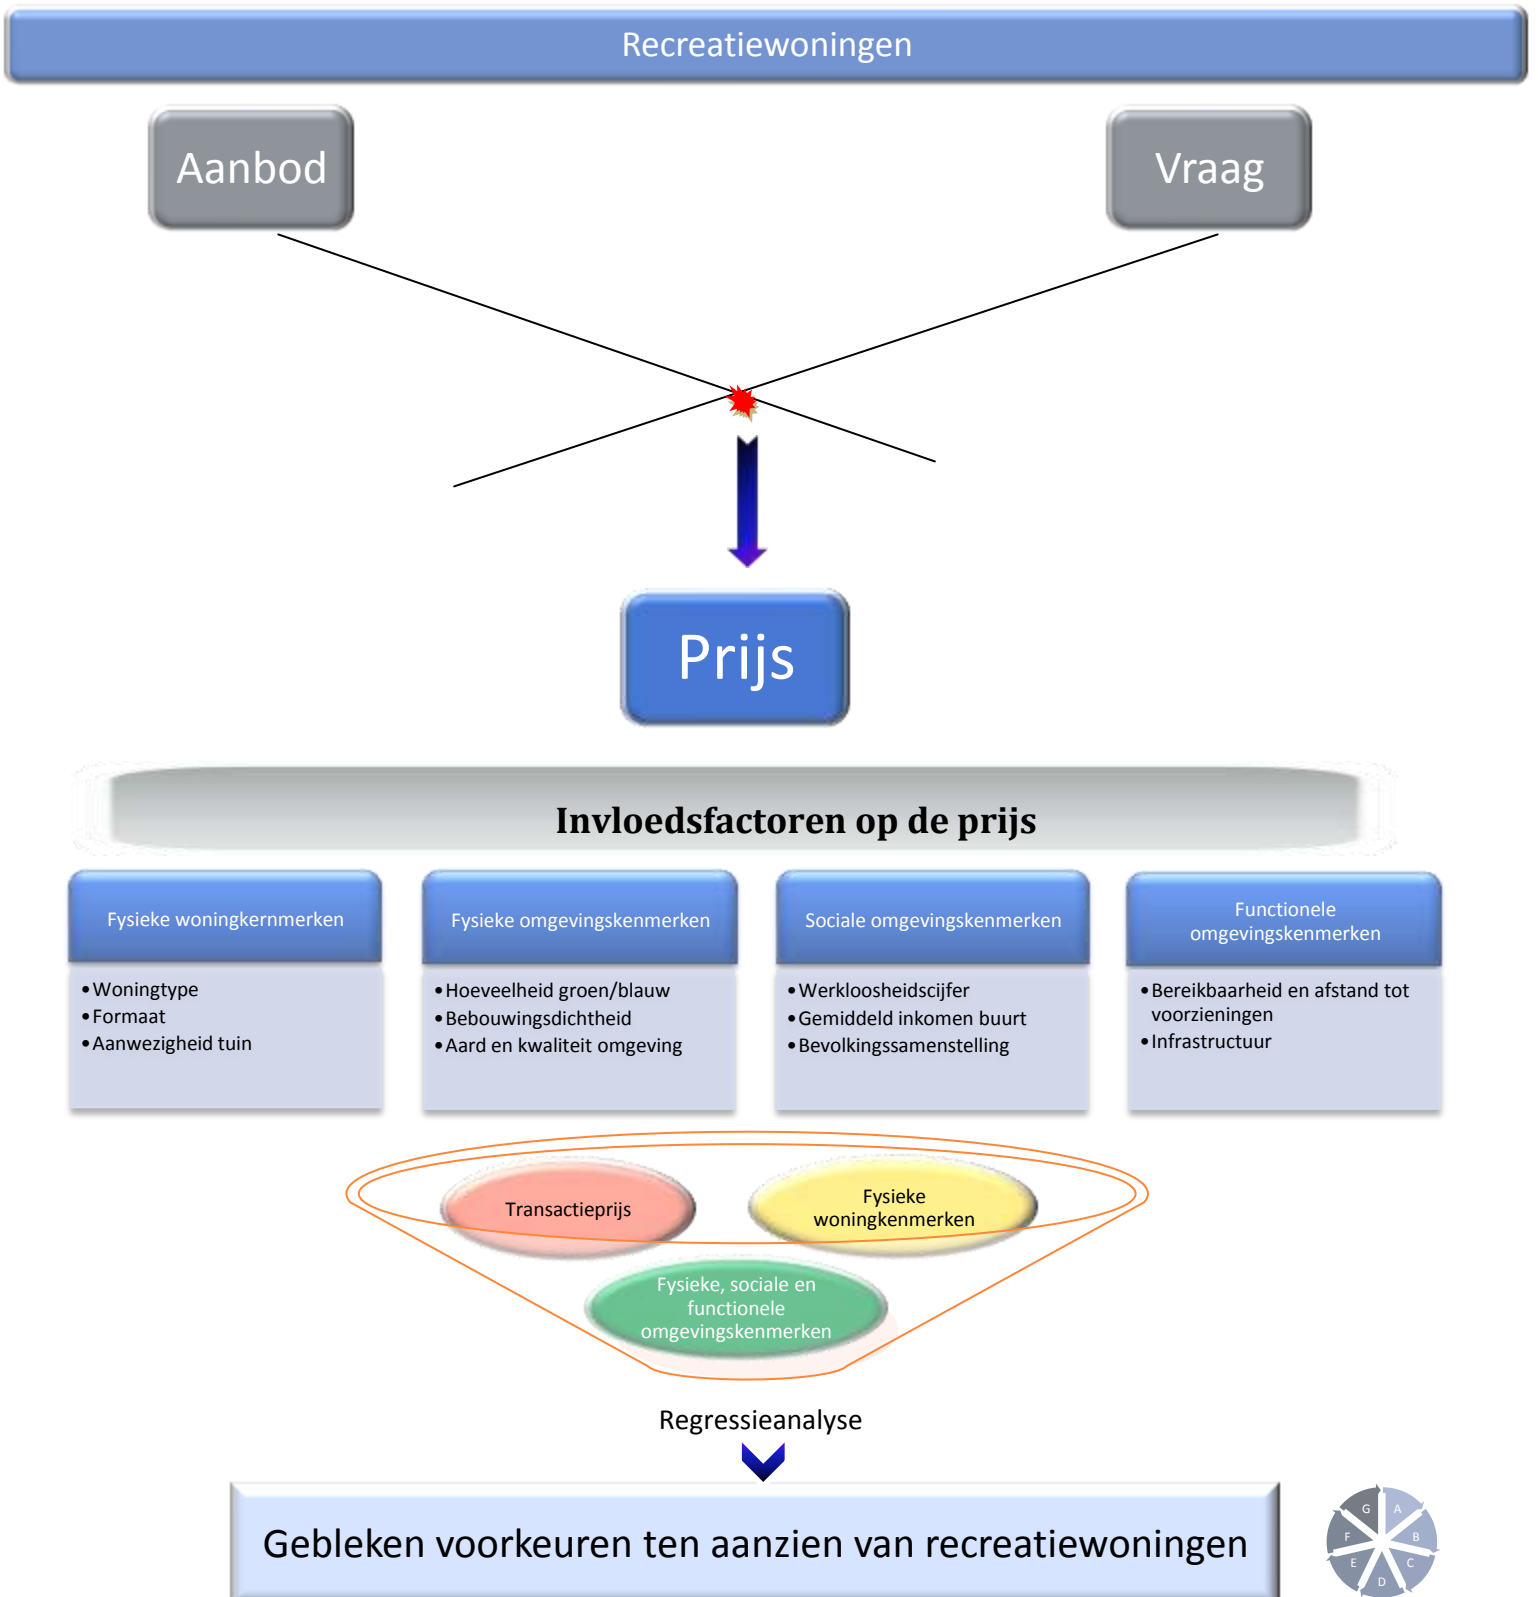 Recreatiewoningen
Aanbod
Vraag
Prijs
Invloedsfactoren op de prijs
Fysieke woningkernmerken
•Woningtype
•Formaat
•Aanwezigheid tuin
Fysieke omgevingskenmerken
•Hoeveelheid groen/blauw
•Bebouwingsdichtheid
•Aard en kwaliteit omgeving
Sociale omgevingskenmerken
•Werkloosheidscijfer
•Gemiddeld inkomen buurt
•Bevolkingssamenstelling
Functionele
omgevingskenmerken
•Bereikbaarheid en afstand tot
voorzieningen
•Infrastructuur
Transactieprijs
Fysieke
woningkenmerken
Fysieke, sociale en
functionele
omgevingskenmerken
Regressieanalyse
Gebleken voorkeuren ten aanzien van recreatiewoningen
A
B
C
D
E
F
G